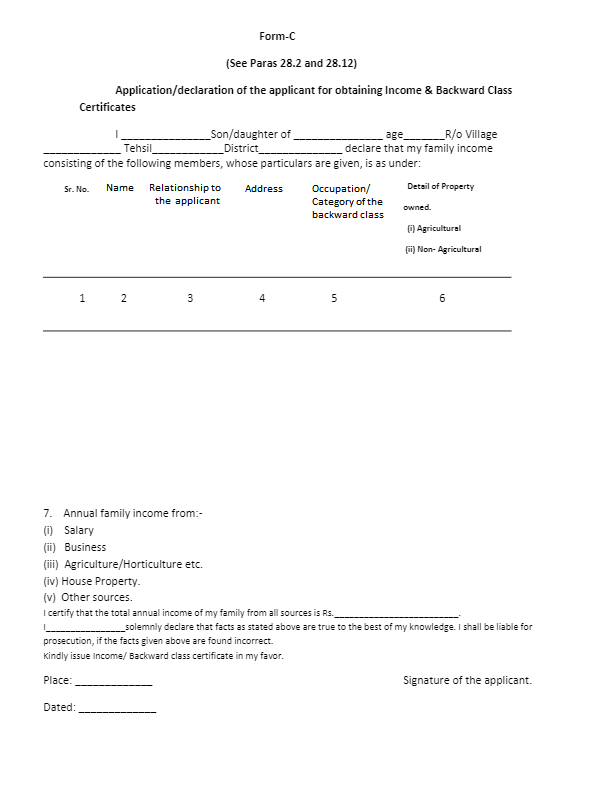 Form-C
(See Paras 28.2 and 28.12)
Application/declaration of the applicant for obtaining Income & Backward Class
Certificates
I _______________Son/daughter of _______________ age_______R/o Village
_____________ Tehsil____________District______________ declare that my family income
consisting of the following members, whose particulars are given, is as under:
Sr. No. Name Relationship to the applicant Address Occupation/ Category of the backward class Detail of Property owned.
(i) Agricultural
(ii) Non- Agricultural
1 2 3 4 5 6
7. Annual family income from:-
(i) Salary
(ii) Business
(iii) Agriculture/Horticulture etc.
(iv) House Property.
(v) Other sources.
I certify that the total annual income of my family from all sources is Rs.__________________________.
I________________solemnly declare that facts as stated above are true to the best of my knowledge. I shall be liable for
prosecution, if the facts given above are found incorrect.
Kindly issue Income/ Backward class certificate in my favor.
Place: _____________ Signature of the applicant.
Dated: _____________